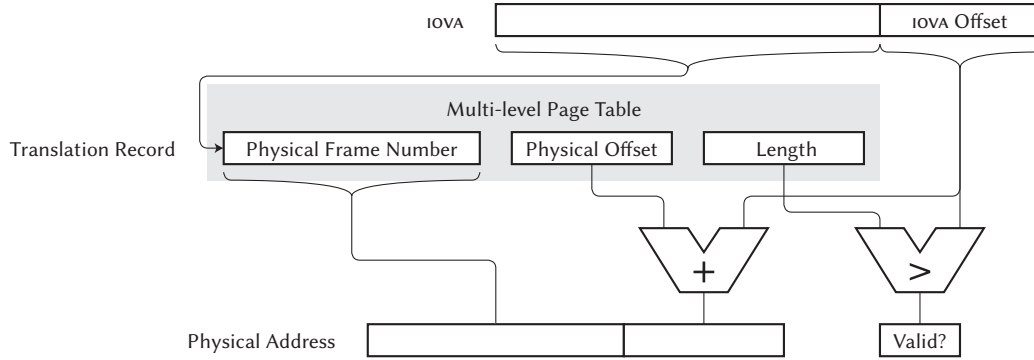 IOVA
IOVA Offset
Multi-level Page Table
Translation Record
Physical Frame Number
Physical Offset
Length
+
>
Physical Address
Valid?